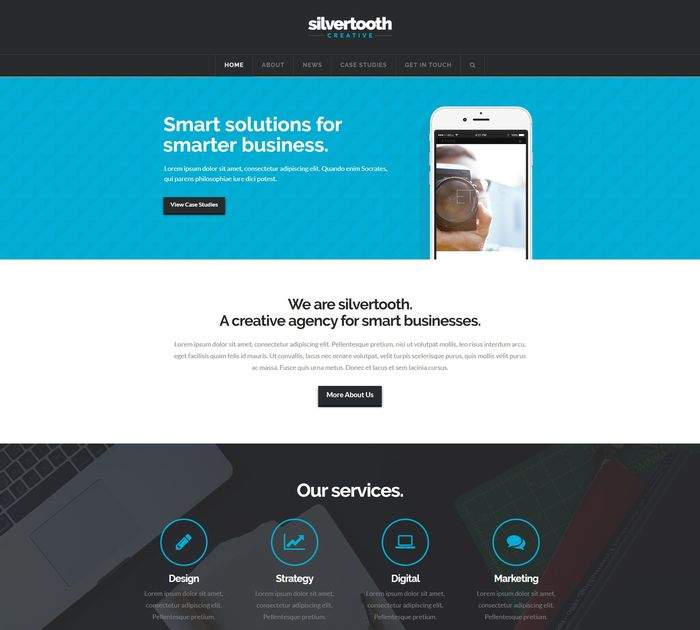 silvertooth
CREATIVE
HOME ABOUT NEWS CASE STUDIES GET IN TOUCH
Smart solutions for
smarter business.
Lorem ipsum dolor sit amet, consectetur adipiscing elit. Quando enim Socrates,
qui parens philosophiae iure dici potest.
View Case Studies
4:21 PM
100%
We are silvertooth.
A creative agency for smart businesses.
Lorem ipsum dolor sit amet, consectetur adipiscing elit. Pellentesque pretium, nisi ut volutpat mollis, leo risus interdum arcu,
eget facilisis quam felis id mauris. Ut convallis, lacus nec ornare volutpat, velit turpis scelerisque purus, quis mollis velit purus
ac massa. Fusce quis urna metus. Donec et lacus et sem lacinia cursus.
More About Us
Our services.
Design Strategy Digital Marketing
Lorem ipsum dolor sit amet, Lorem ipsum dolor sit amet, Lorem ipsum dolor sit amet, Lorem ipsum dolor sit amet,
consectetur adipiscing elit. consectetur adipiscing elit. consectetur adipiscing elit. consectetur adipiscing elit.
Pellentesque pretium. Pellentesque pretium. Pellentesque pretium. Pellentesque pretium.